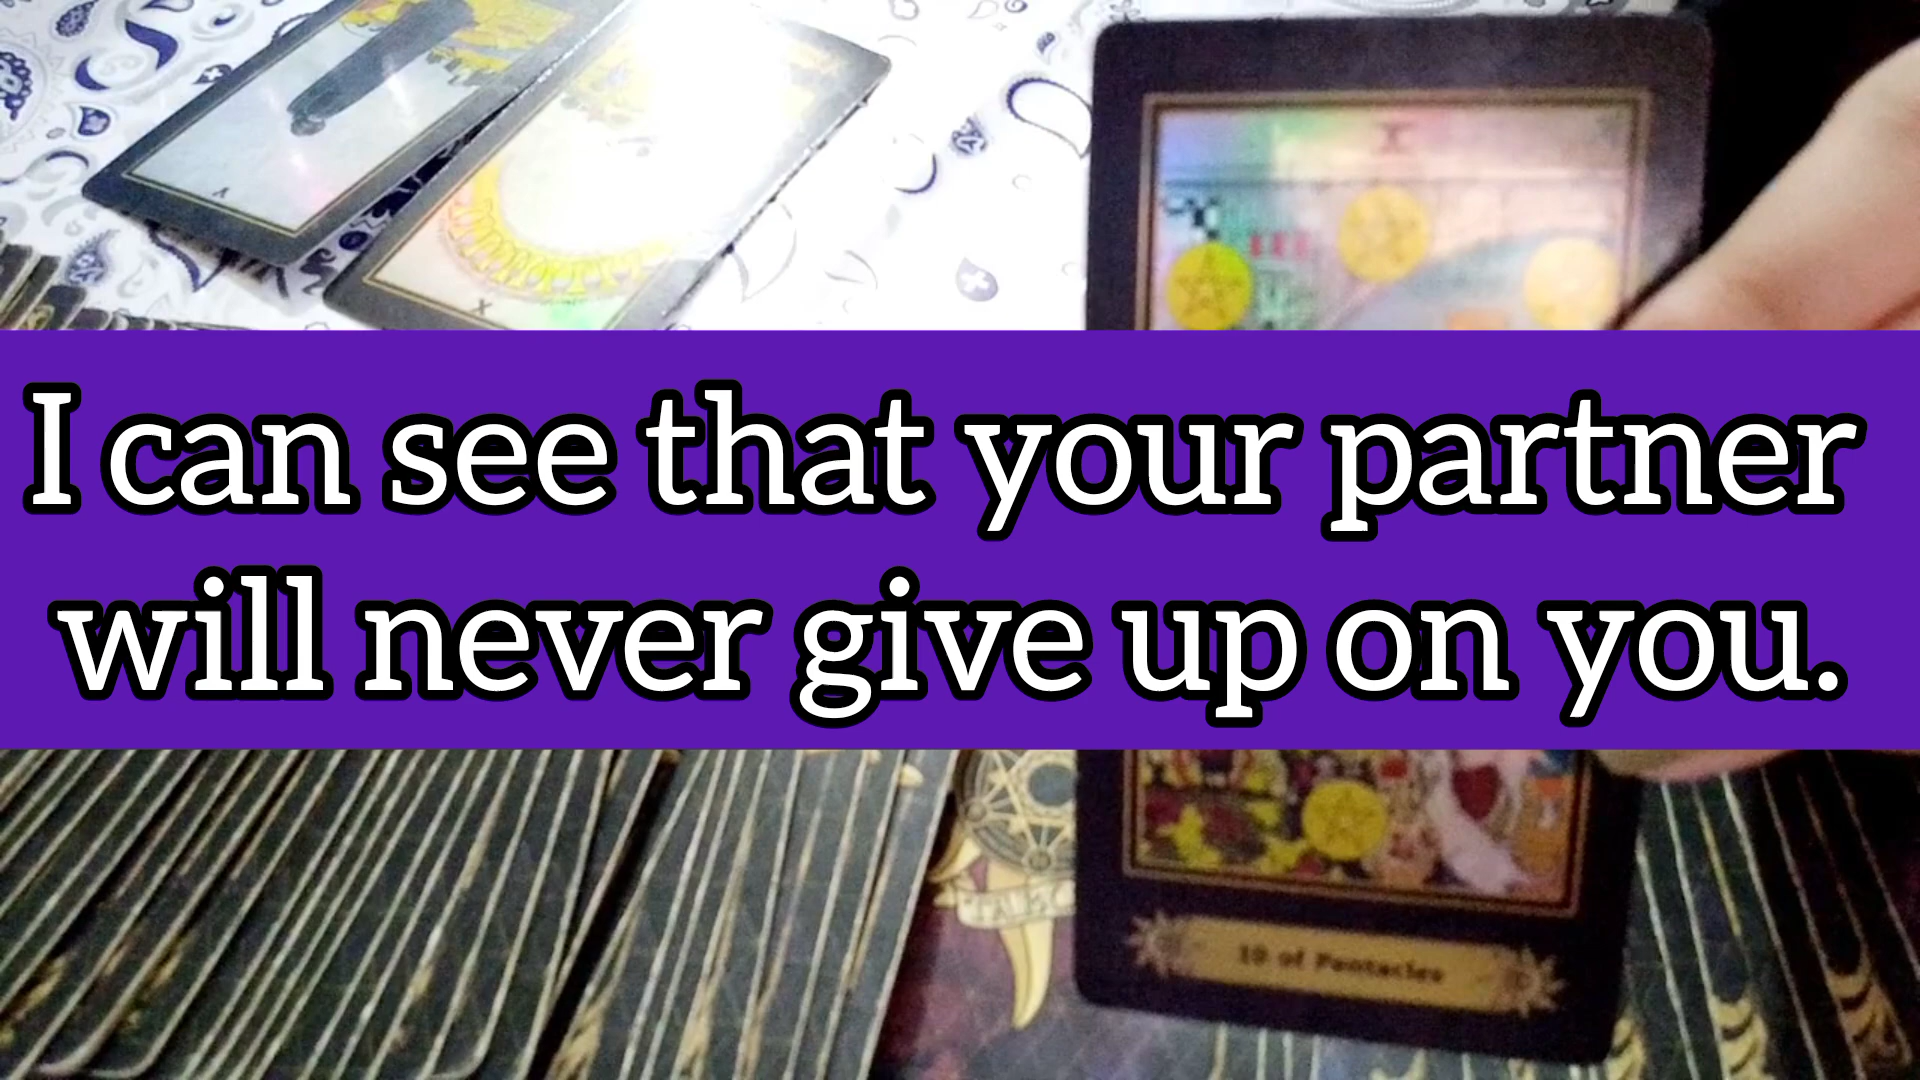 V
X
X
I can see that your partner
will never give up on you.
10 of Pentacles